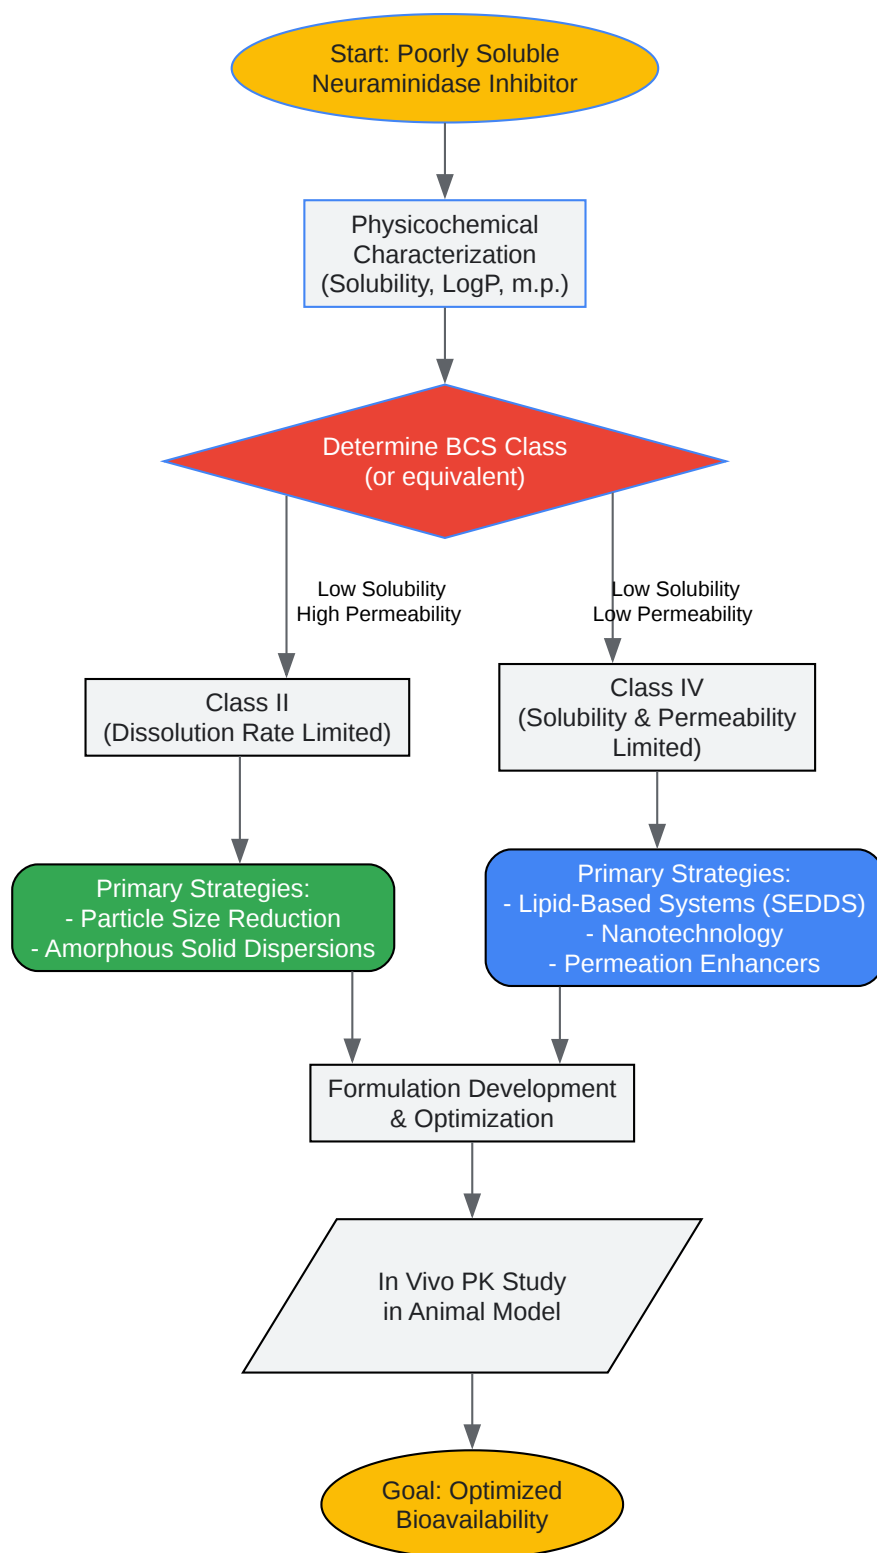 Start: Poorly Soluble
Neuraminidase Inhibitor
Physicochemical
Characterization
(Solubility, LogP, m.p.)
Determine BCS Class
(or equivalent)
Low Solubility
High Permeability
Low Solubility
Low Permeability
Class II
(Dissolution Rate Limited)
Class IV
(Solubility & Permeability
Limited)
Primary Strategies:
- Particle Size Reduction
- Amorphous Solid Dispersions
Primary Strategies:
- Lipid-Based Systems (SEDDS)
- Nanotechnology
- Permeation Enhancers
Formulation Development
& Optimization
In Vivo PK Study
in Animal Model
Goal: Optimized
Bioavailability